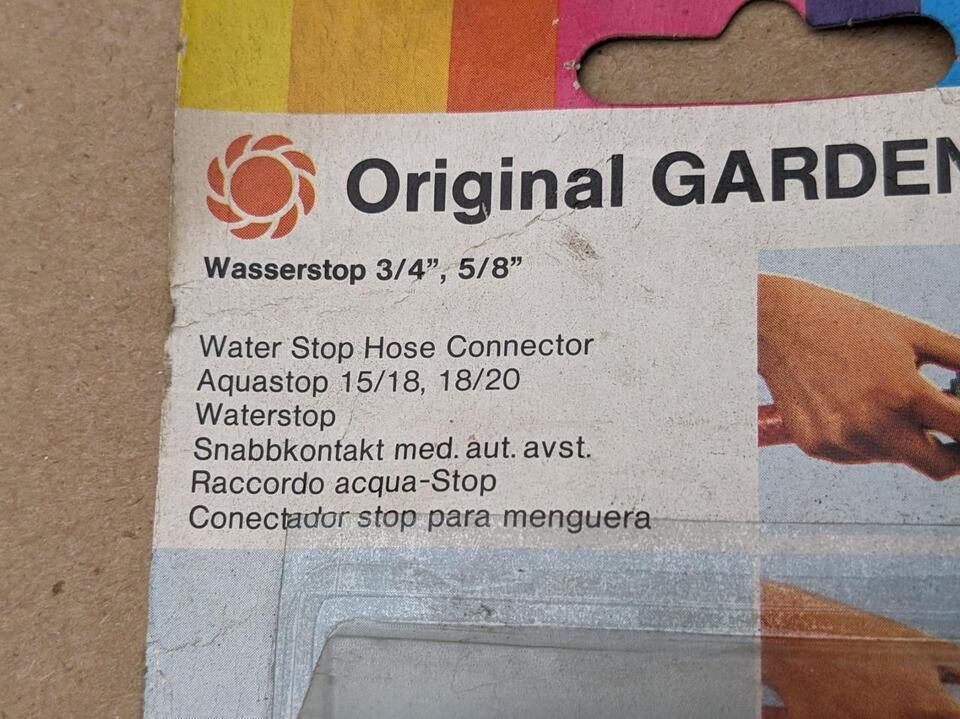 Original GARDEN
Wasserstop 3/4”, 5/8”
Water Stop Hose Connector
Aquastop 15/18, 18/20
Waterstop
Snabbkontakt med. aut. avst.
Raccordo acqua-Stop
Conectador stop para menguera